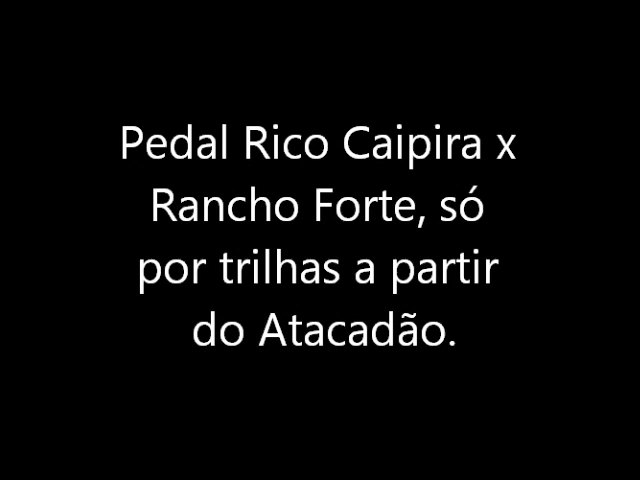 Pedal Rico Caipira x
Rancho Forte, só
por trilhas a partir
do Atacadão.